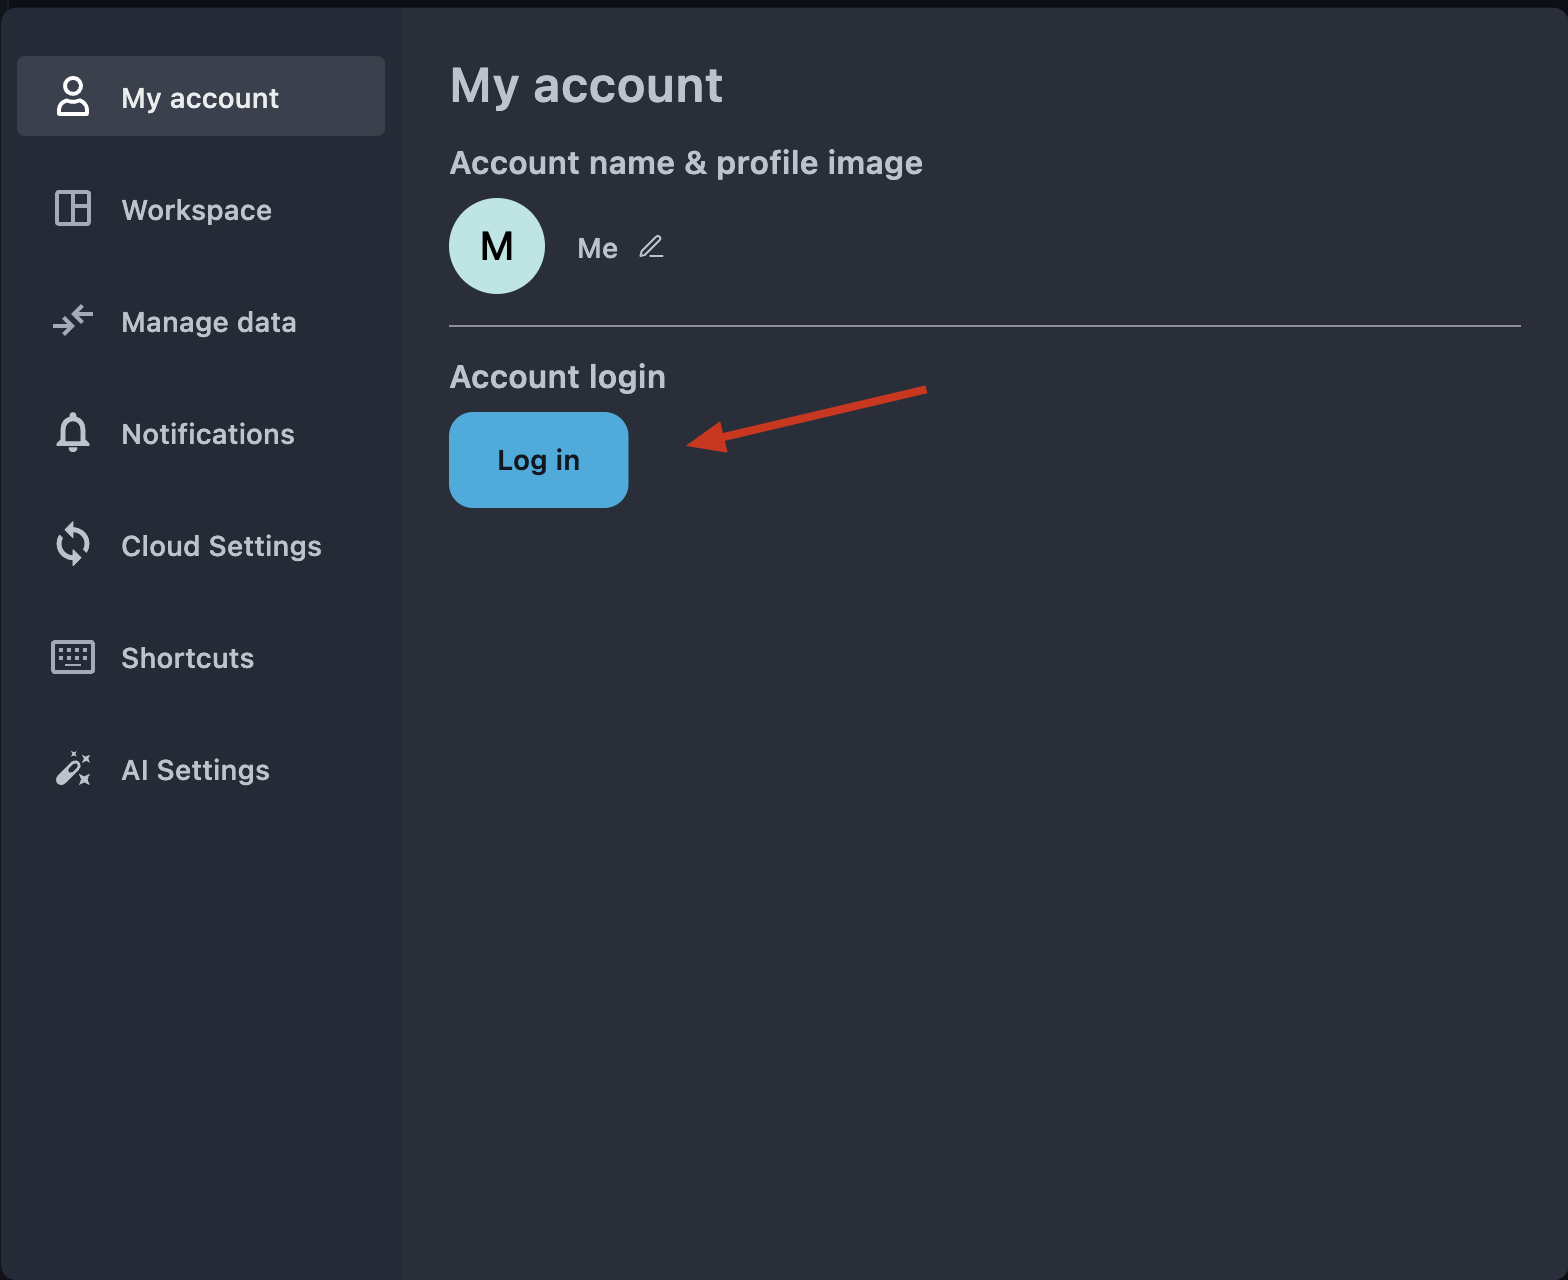 My account
Workspace
Manage data
Notifications
Cloud Settings
Shortcuts
AI Settings
My account
Account name & profile image
M
Me
Account login
Log in